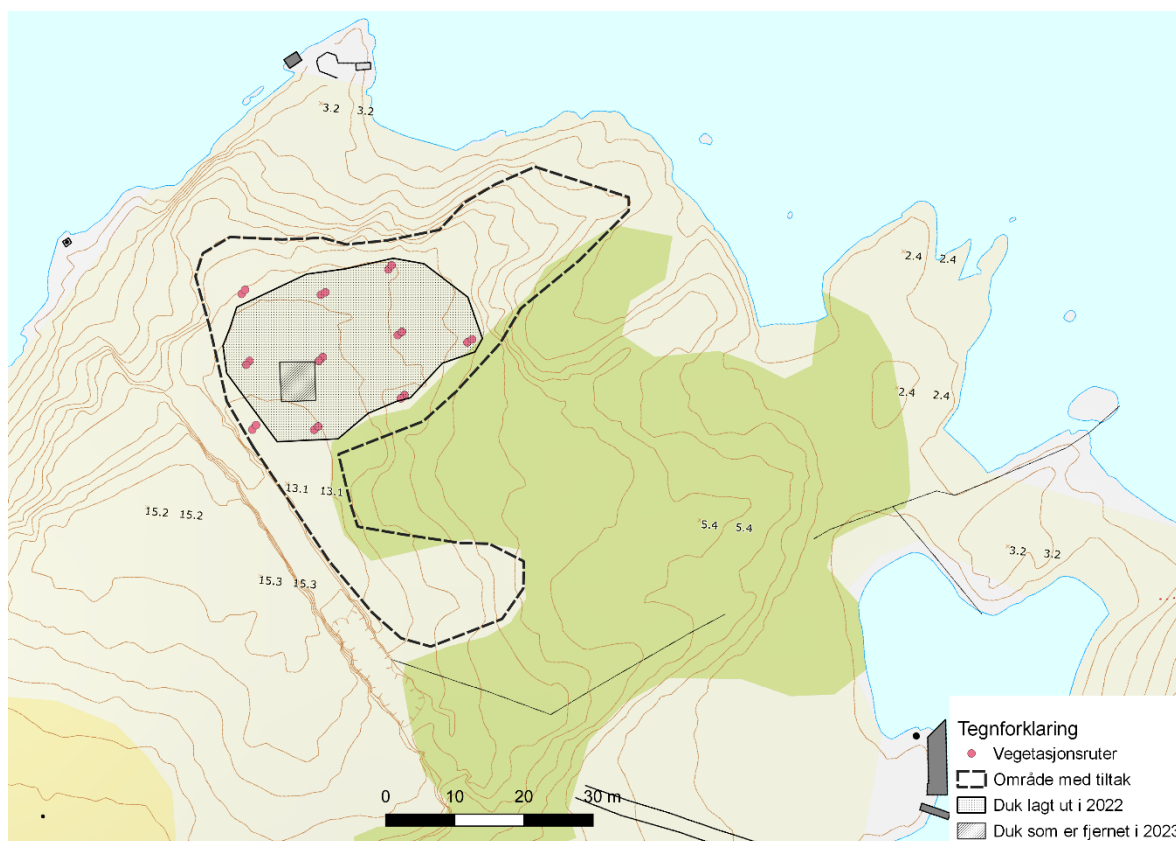 3.2 3.2
2.4 2.4
2.4 2.4
13.1 13.1
15.2 15.2
5.4 5.4
3.2 3.2
15.3 15.3
Tegnforklaring
Vegetasjonsruter
Område med tiltak
Duk lagt ut i 2022
Duk som er fjernet i 2023
0 10 20 30 m